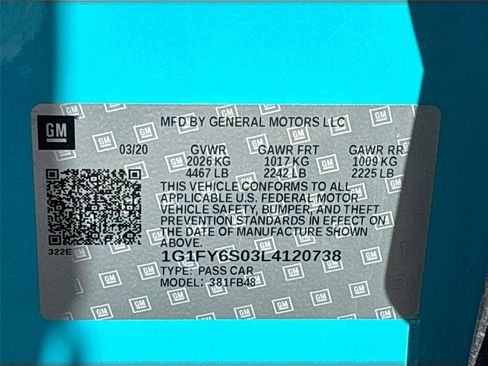 GM
MFD BY GENERAL MOTORS LLC
03/20 GVWR GAWR FRT GAWR RR
2026 KG 1017 KG 1009 KG
4467 LB 2242 LB 2225 LB
THIS VEHICLE CONFORMS TO ALL
APPLICABLE U.S. FEDERAL MOTOR
VEHICLE SAFETY, BUMPER, AND THEFT
PREVENTION STANDARDS IN EFFECT ON
THE DATE OF MANUFACTURE SHOWN
ABOVE.
322E
1G1FY6S03L4120738
TYPE: PASS CAR
MODEL: 381FB48